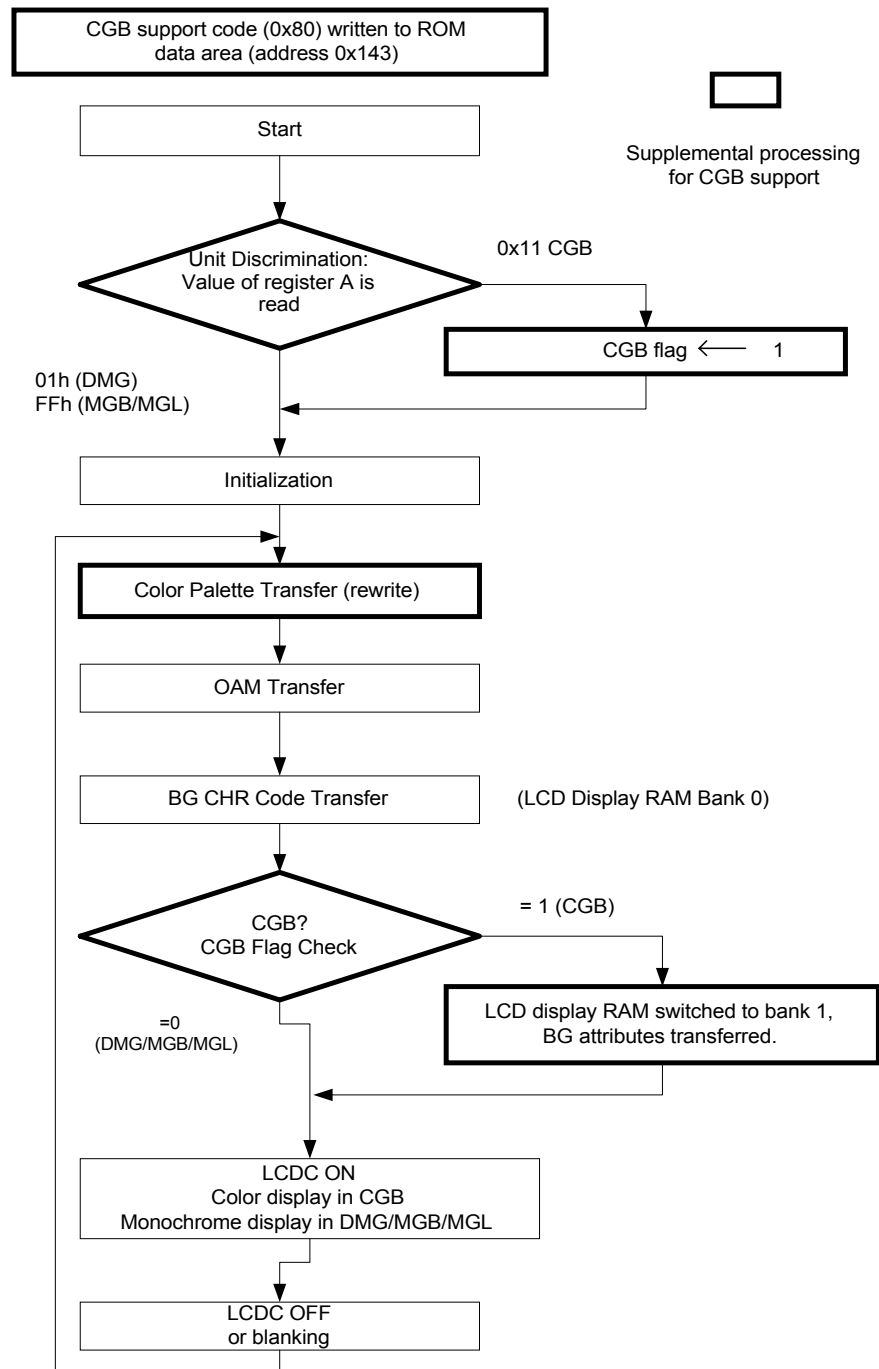 CGB support code (0x80) written to ROM
data area (address 0x143)
Start
Supplemental processing
for CGB support
Unit Discrimination:
Value of register A is
read
0x11 CGB
CGB flag ← 1
01h (DMG)
FFh (MGB/MGL)
Initialization
Color Palette Transfer (rewrite)
OAM Transfer
BG CHR Code Transfer
(LCD Display RAM Bank 0)
CGB?
CGB Flag Check
= 1 (CGB)
LCD display RAM switched to bank 1,
BG attributes transferred.
=0
(DMG/MGB/MGL)
LCDC ON
Color display in CGB
Monochrome display in DMG/MGB/MGL
LCDC OFF
or blanking